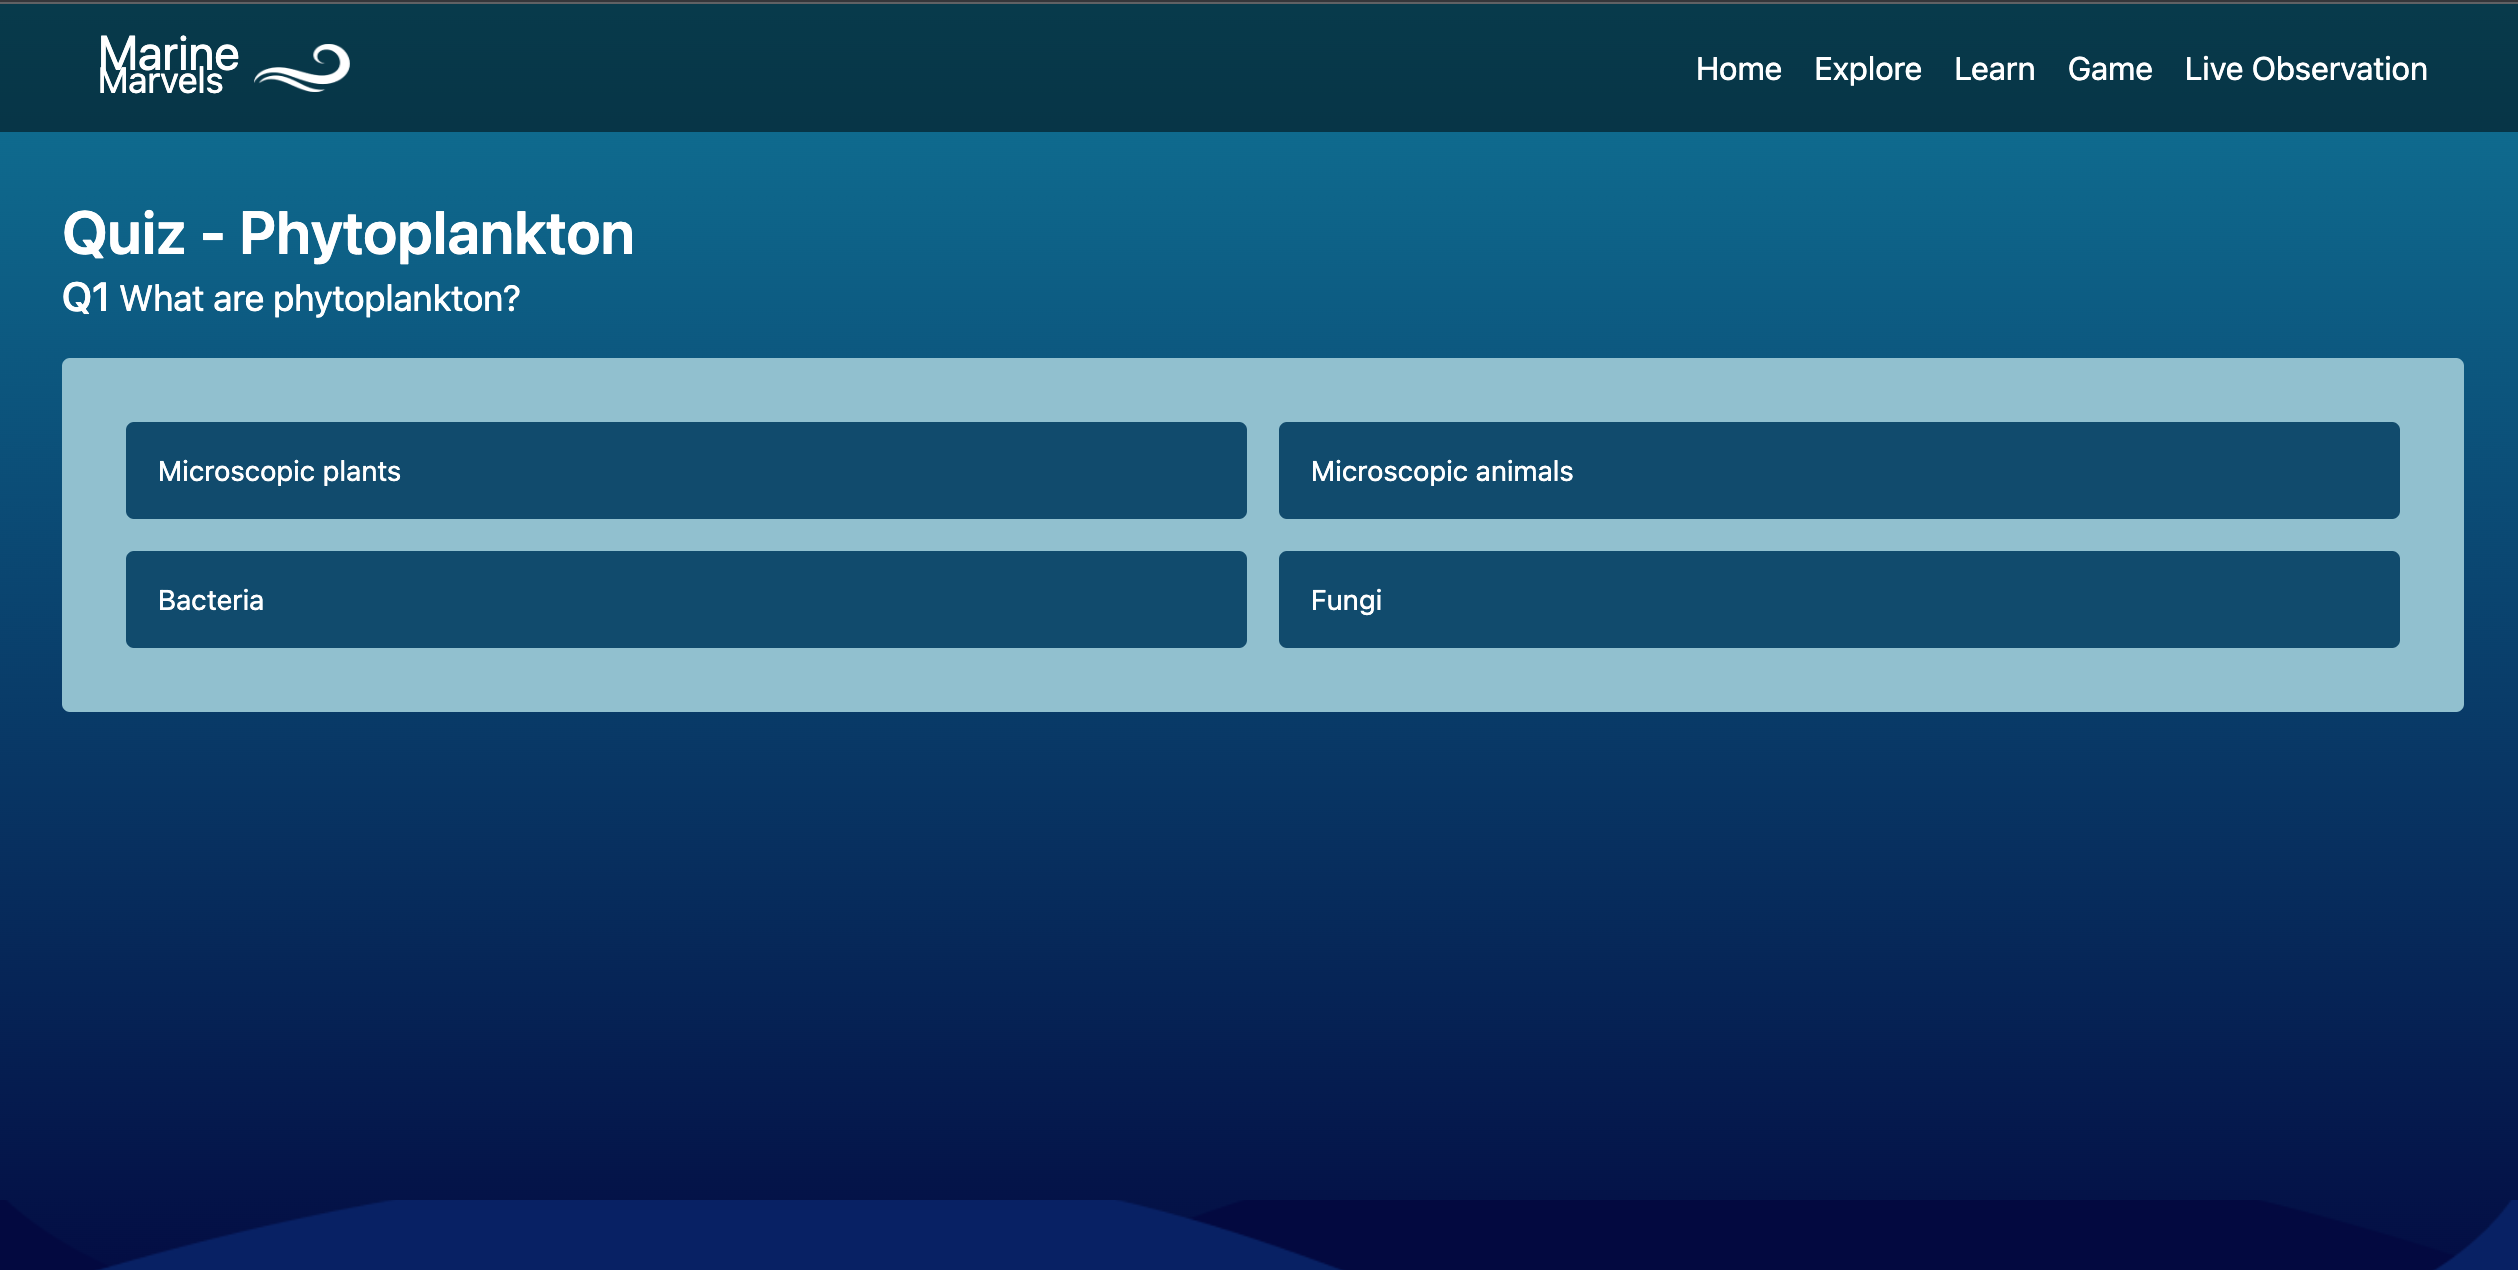 Marine
Marvels
Home Explore Learn Game Live Observation
Quiz - Phytoplankton
Q1 What are phytoplankton?
Microscopic plants
Microscopic animals
Bacteria
Fungi